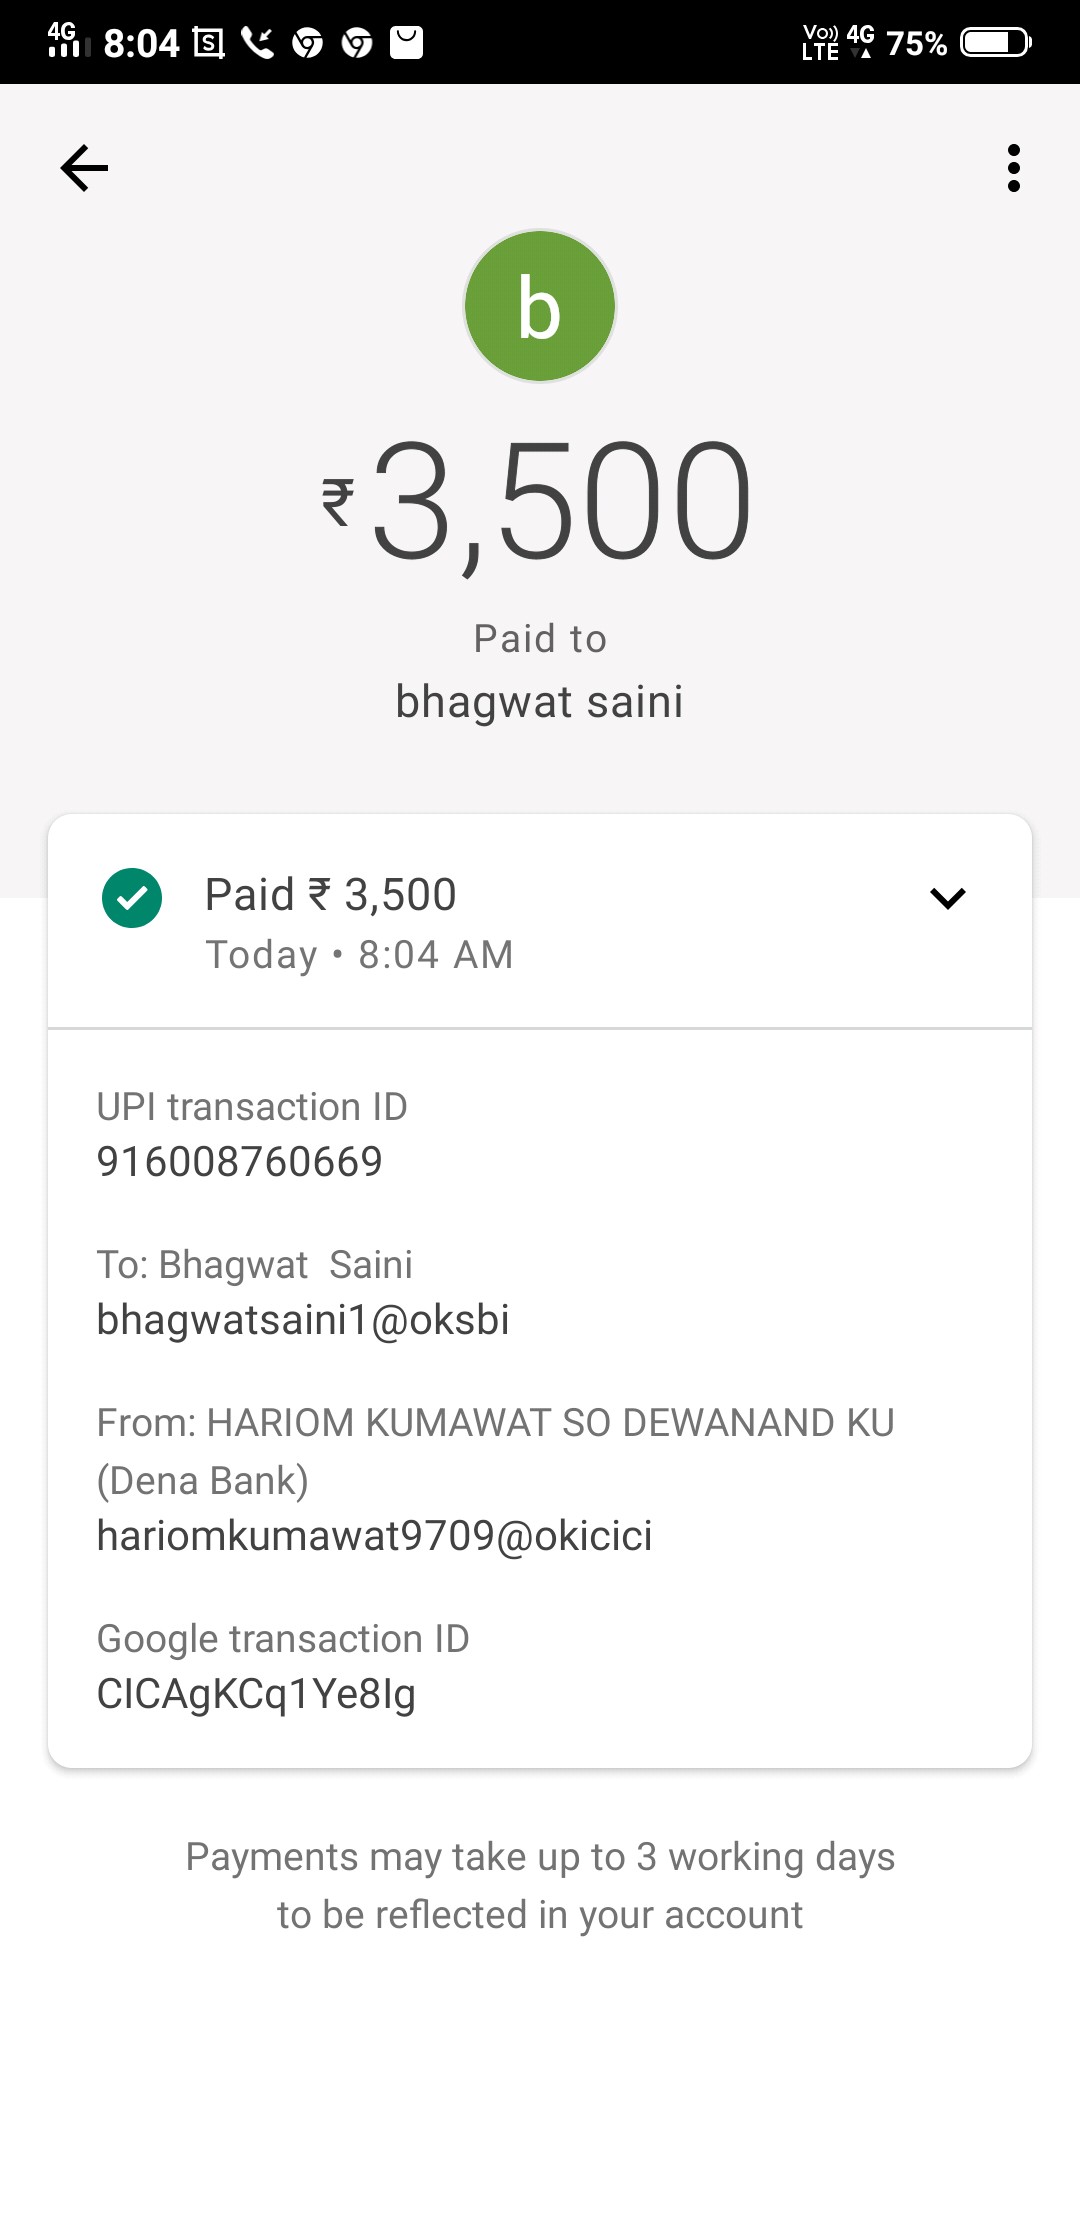 4G 8:04 Vo)) LTE 4G 75%
b
₹3,500
Paid to
bhagwat saini
Paid ₹ 3,500
Today • 8:04 AM
UPI transaction ID
916008760669
To: Bhagwat  Saini
bhagwatsaini1@oksbi
From: HARIOM KUMAWAT SO DEWANAND KU
(Dena Bank)
hariomkumawat9709@okicici
Google transaction ID
CICAgKCq1Ye8Ig
Payments may take up to 3 working days
to be reflected in your account